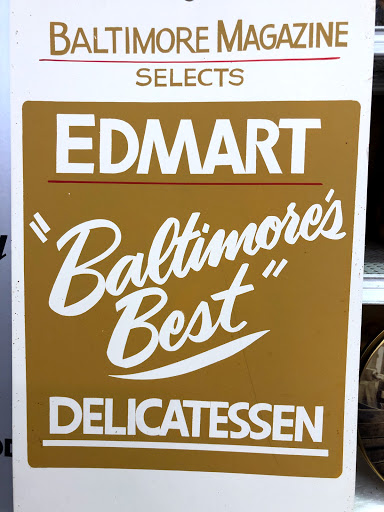 BALTIMORE MAGAZINE
SELECTS
EDMART
"Baltimore's
Best"
DELICATESSEN